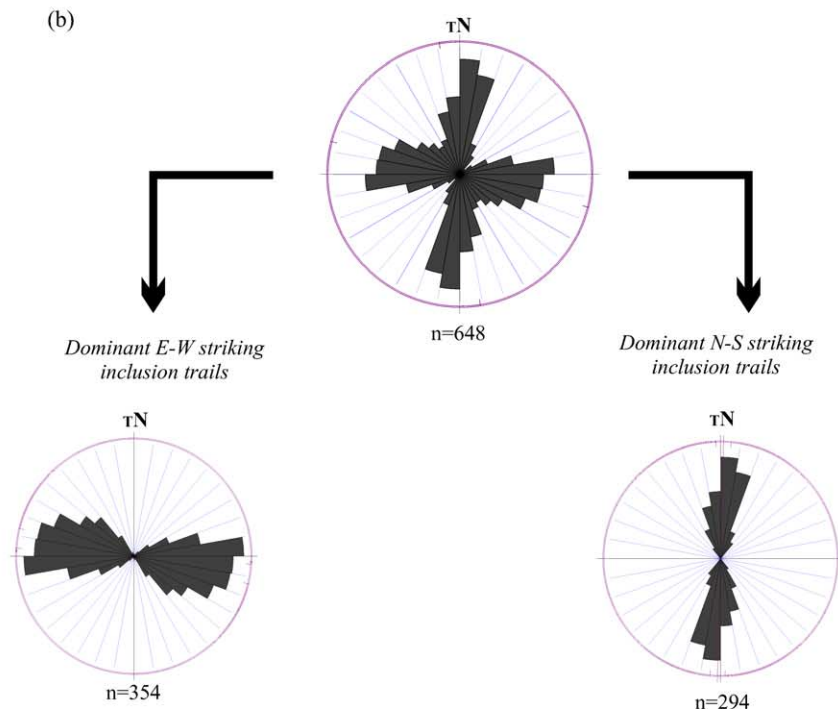 (b)
TN
n=648
Dominant E-W striking
inclusion trails
Dominant N-S striking
inclusion trails
TN
TN
n=354
n=294